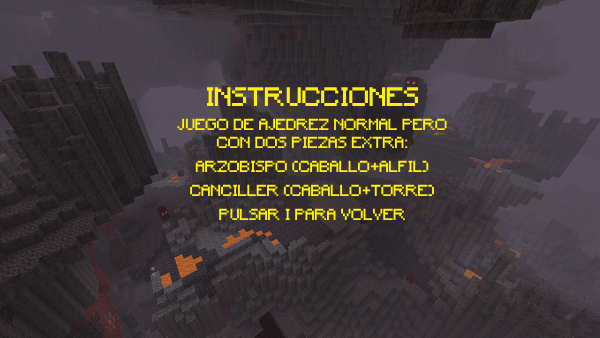 INSTRUCCIONES
JUEGO DE AJEDREZ NORMAL PERO
CON DOS PIEZAS EXTRA:
ARZOBISPO (CABALLO+ALFIL)
CANCILLER (CABALLO+TORRE)
PULSAR I PARA VOLVER